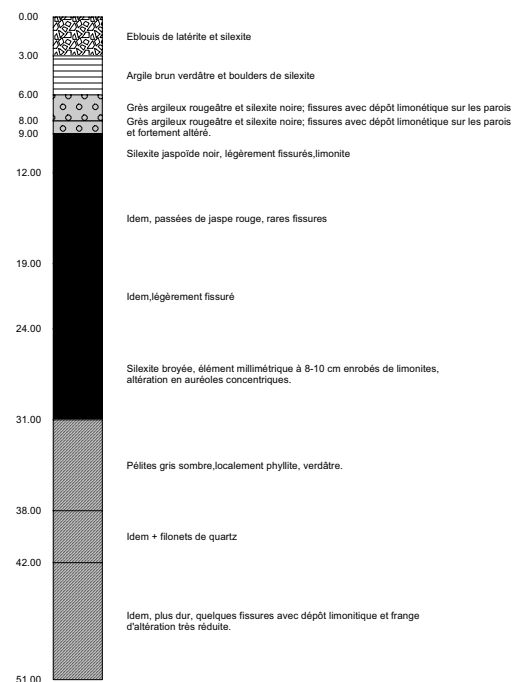 0.00
Eblouis de latérite et silexite
3.00
Argile brun verdâtre et boulders de silexite
6.00
Grès argileux rougeâtre et silexite noire; fissures avec dépôt limonétique sur les parois
8.00
Grès argileux rougeâtre et silexite noire; fissures avec dépôt limonétique sur les parois
et fortement altéré.
9.00
Silexite jaspoïde noir, légèrement fissurés,limonite
12.00
Idem, passées de jaspe rouge, rares fissures
19.00
Idem,légèrement fissuré
24.00
Silexite broyée, élément millimétrique à 8-10 cm enrobés de limonites,
altération en auréoles concentriques.
31.00
Pélites gris sombre,localement phyllite, verdâtre.
38.00
Idem + filonets de quartz
42.00
Idem, plus dur, quelques fissures avec dépôt limonitique et frange
d'altération très réduite.
51.00